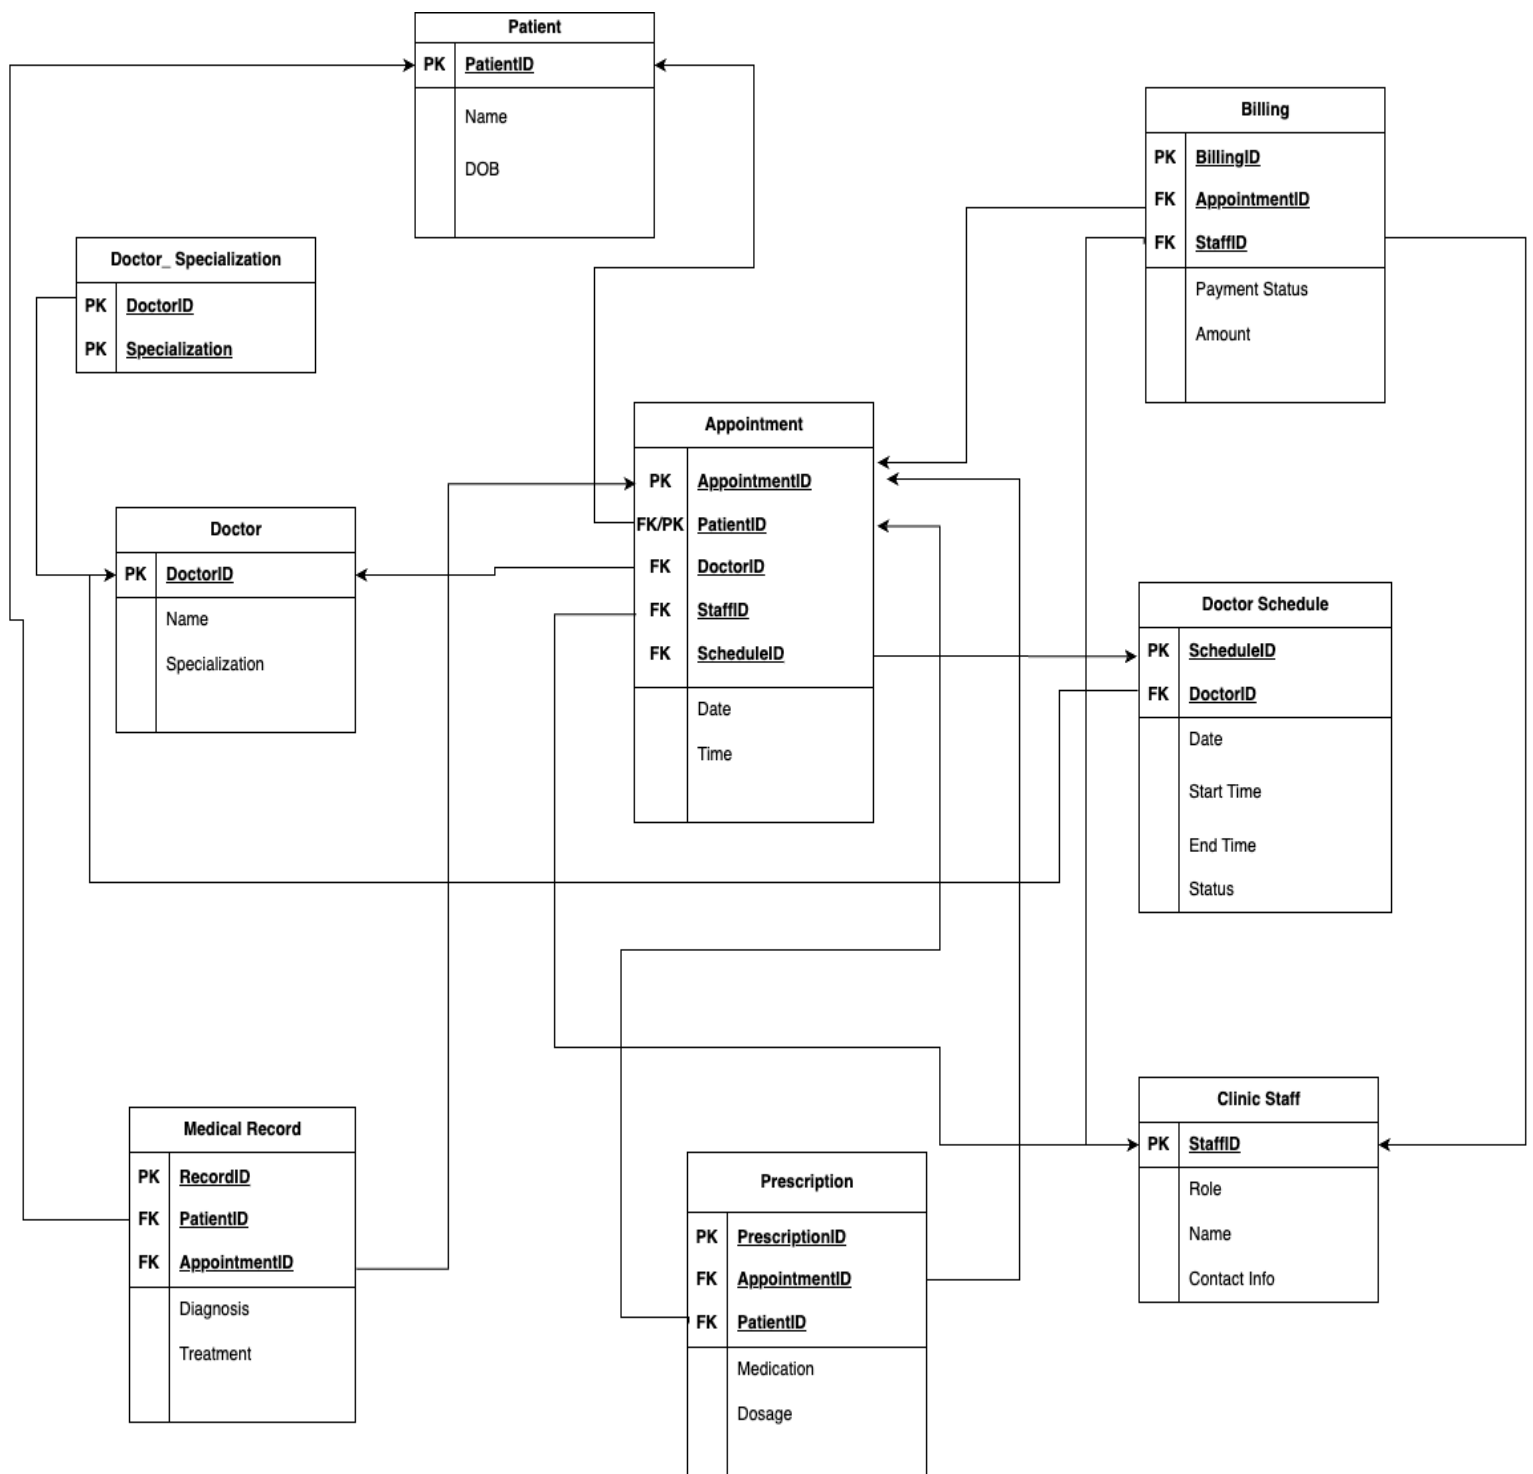 Patient
PK PatientID
Name
DOB
Billing
PK BillingID
FK AppointmentID
FK StaffID
Payment Status
Amount
Doctor_ Specialization
PK DoctorID
PK Specialization
Appointment
PK AppointmentID
FK/PK PatientID
FK DoctorID
FK StaffID
FK ScheduleID
Date
Time
Doctor
PK DoctorID
Name
Specialization
Doctor Schedule
PK ScheduleID
FK DoctorID
Date
Start Time
End Time
Status
Medical Record
PK RecordID
FK PatientID
FK AppointmentID
Diagnosis
Treatment
Prescription
PK PrescriptionID
FK AppointmentID
FK PatientID
Medication
Dosage
Clinic Staff
PK StaffID
Role
Name
Contact Info